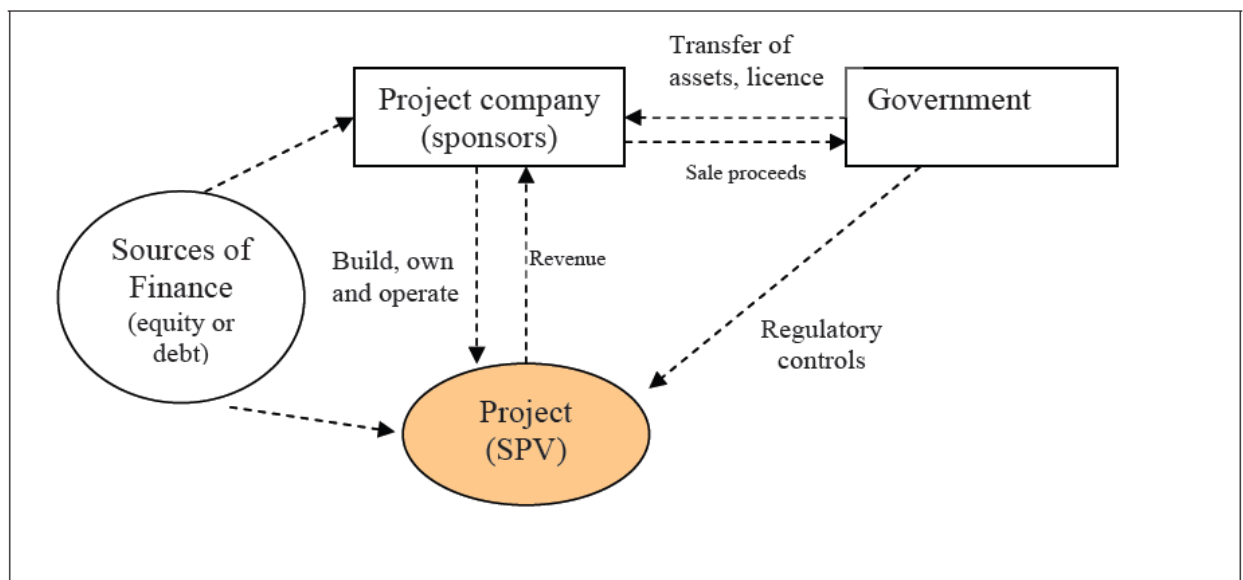 Transfer of
assets, licence
Project company
(sponsors)
Government
Sale proceeds
Sources of
Finance
(equity or
debt)
Build, own
and operate
Revenue
Regulatory
controls
Project
(SPV)